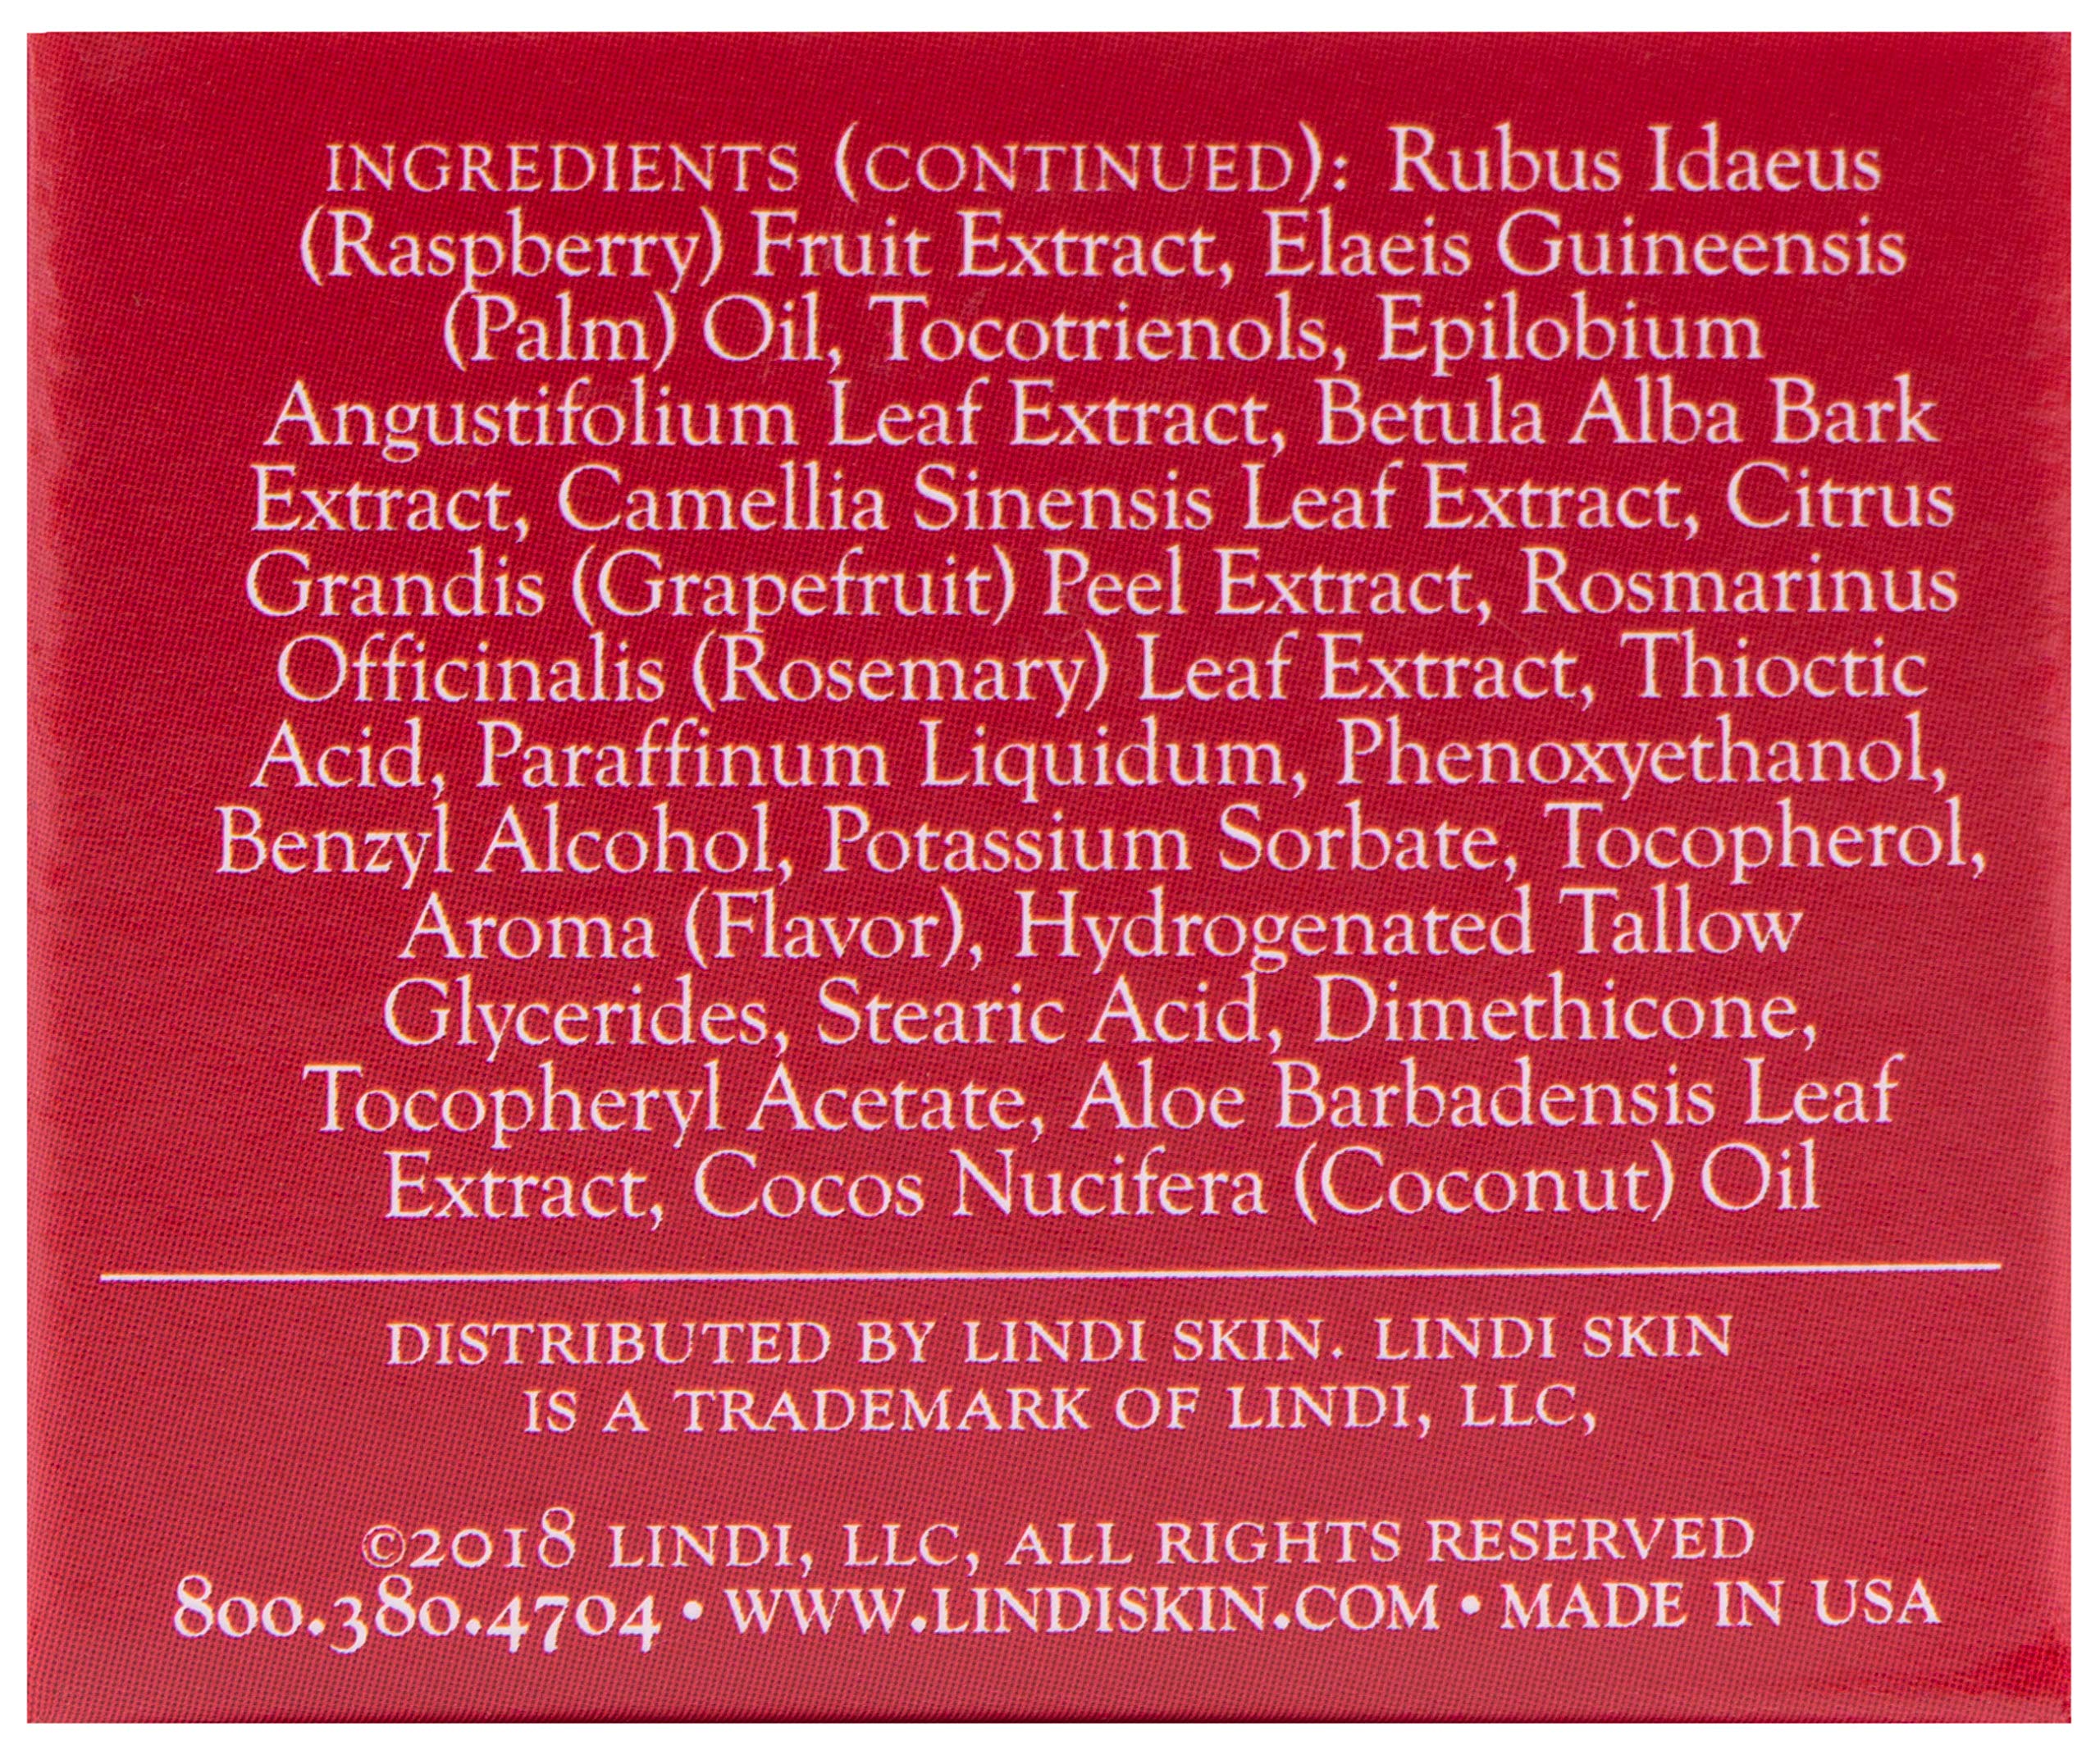 INGREDIENTS (CONTINUED): Rubus Idaeus
(Raspberry) Fruit Extract, Elaeis Guineensis
(Palm) Oil, Tocotrienols, Epilobium
Angustifolium Leaf Extract, Betula Alba Bark
Extract, Camellia Sinensis Leaf Extract, Citrus
Grandis (Grapefruit) Peel Extract, Rosmarinus
Officinalis (Rosemary) Leaf Extract, Thioctic
Acid, Paraffinum Liquidum, Phenoxyethanol,
Benzyl Alcohol, Potassium Sorbate, Tocopherol,
Aroma (Flavor), Hydrogenated Tallow
Glycerides, Stearic Acid, Dimethicone,
Tocopheryl Acetate, Aloe Barbadensis Leaf
Extract, Cocos Nucifera (Coconut) Oil
DISTRIBUTED BY LINDI SKIN. LINDI SKIN
IS A TRADEMARK OF LINDI, LLC,
©2018 LINDI, LLC, ALL RIGHTS RESERVED
800.380.4704 • WWW.LINDISKIN.COM • MADE IN USA